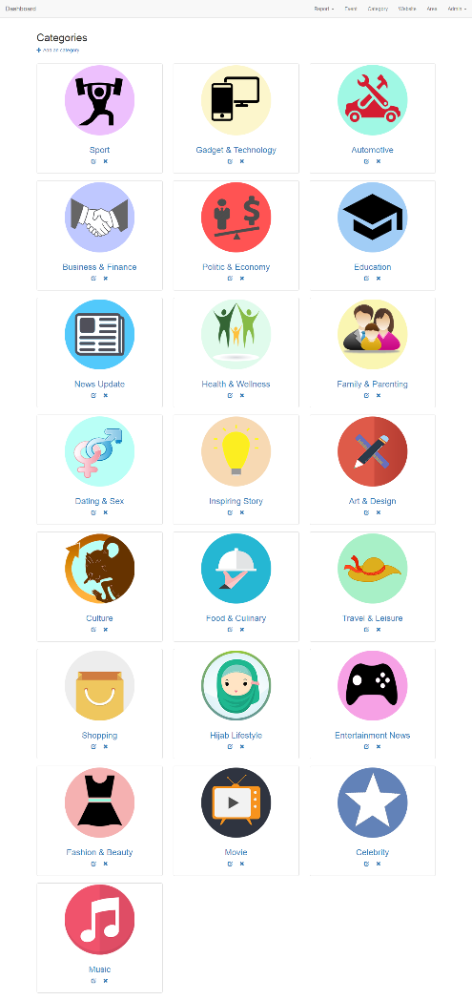 Dashboard
Report Event Category Website Area Admin
Categories
Add an category
Sport Gadget & Technology Automotive
Business & Finance Politic & Economy Education
News Update Health & Wellness Family & Parenting
Dating & Sex Inspiring Story Art & Design
Culture Food & Culinary Travel & Leisure
Shopping Hijab Lifestyle Entertainment News
Fashion & Beauty Movie Celebrity
Music